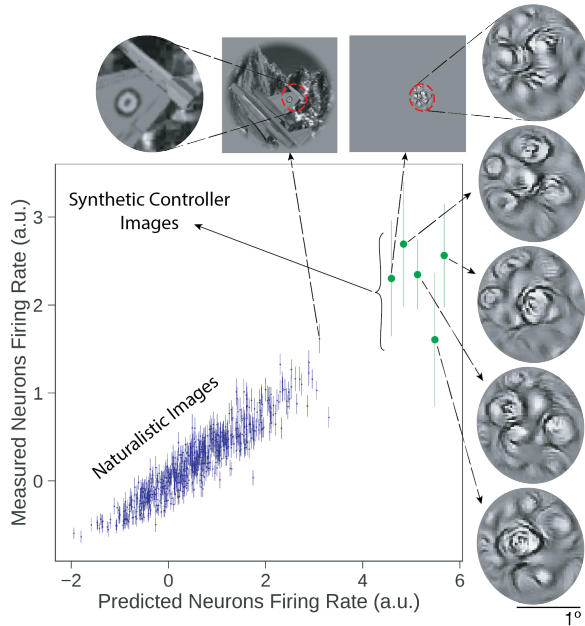 Synthetic Controller
Images
Naturalistic Images
Measured Neurons Firing Rate (a.u.)
3
2
1
0
−2
0
2
4
6
Predicted Neurons Firing Rate (a.u.)
1º